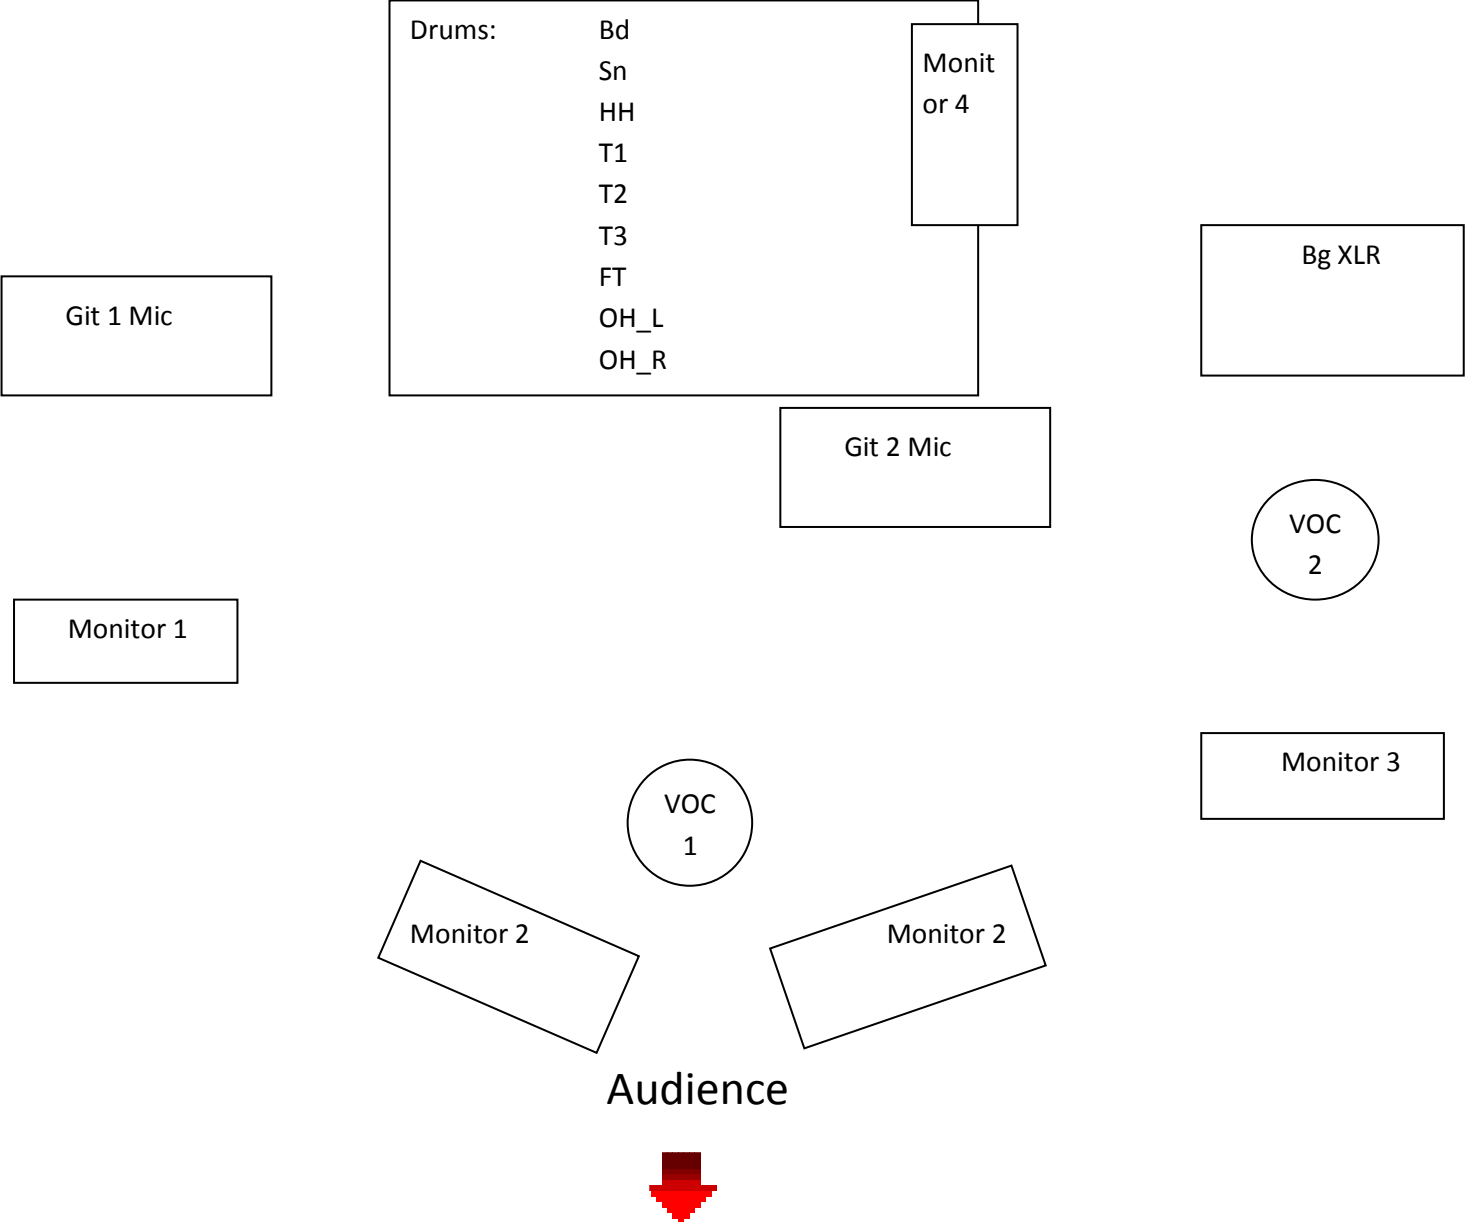 Drums: Bd
Sn
HH
T1
T2
T3
FT
OH_L
OH_R
Monit
or 4
Bg XLR
Git 1 Mic
Git 2 Mic
VOC
2
Monitor 1
Monitor 3
VOC
1
Monitor 2
Monitor 2
Audience